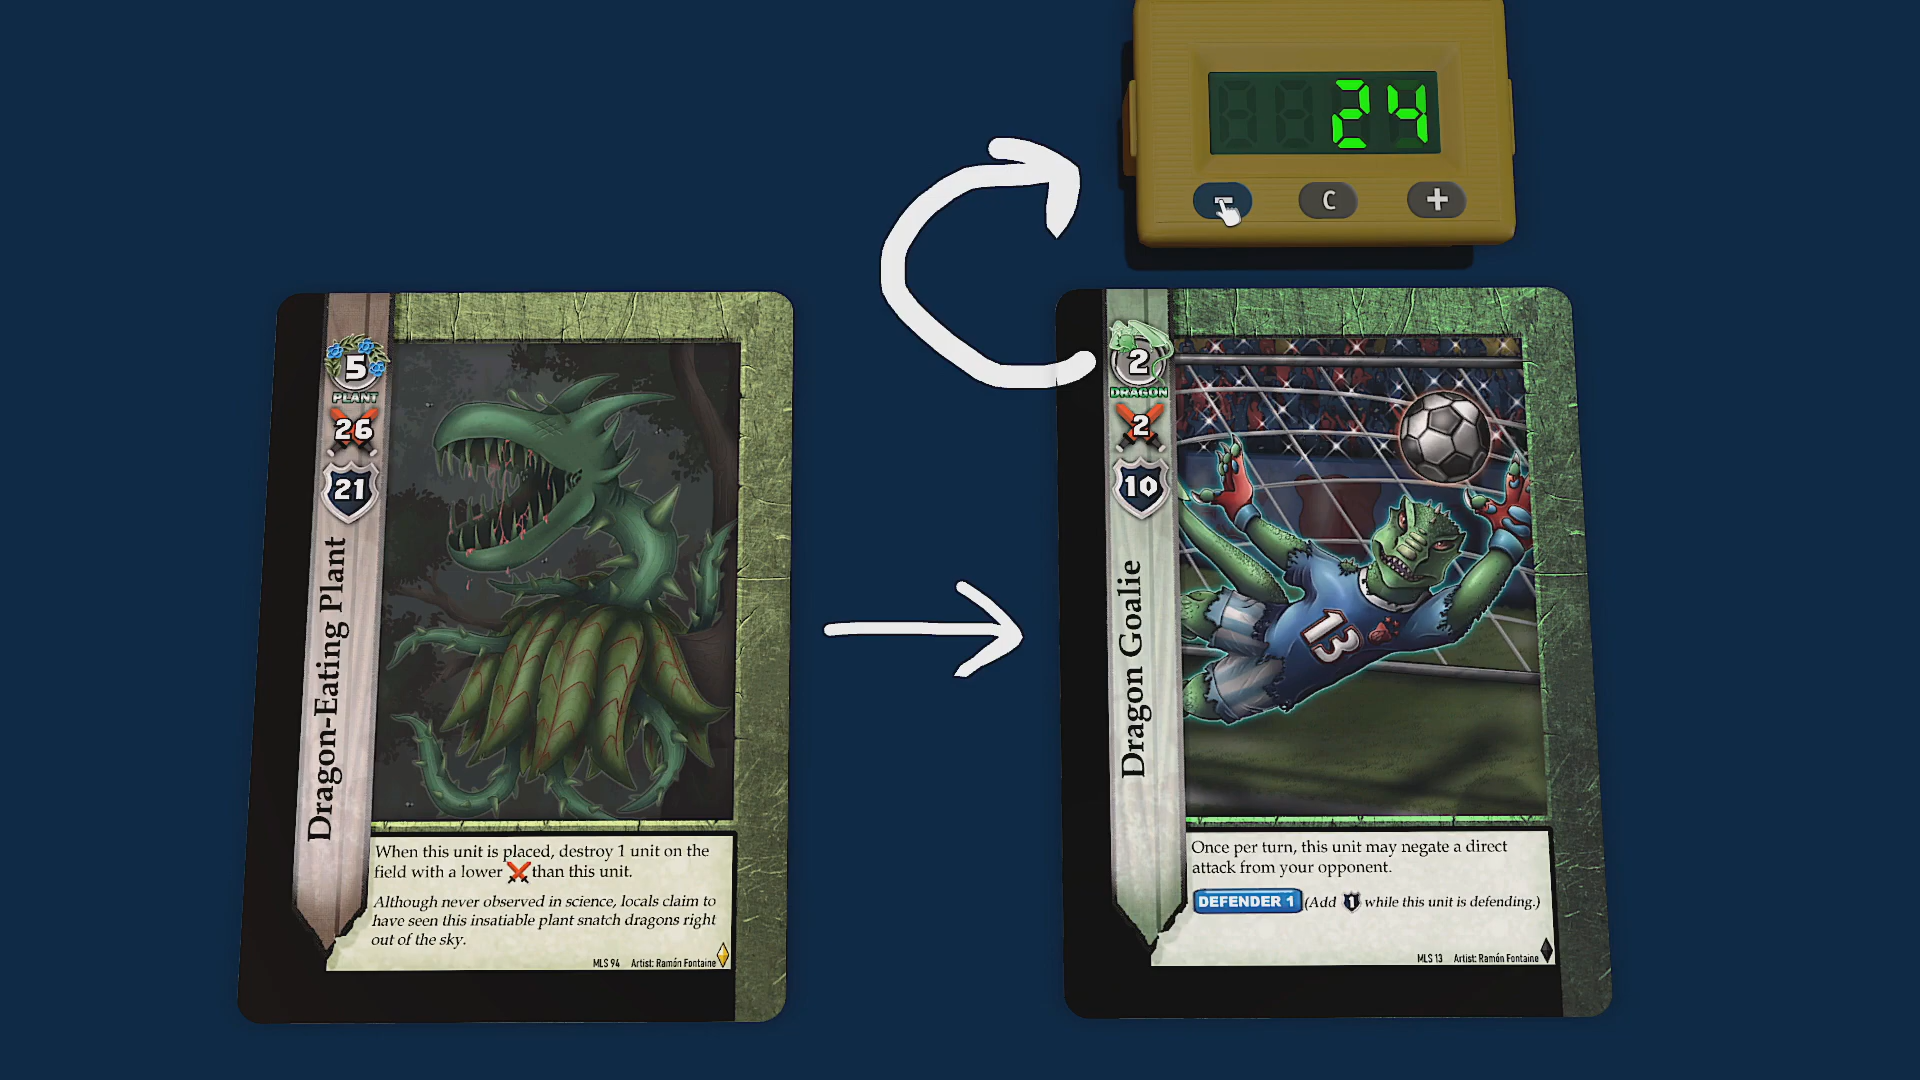 24
- C +
5
PLANT
26
21
Dragon-Eating Plant
When this unit is placed, destroy 1 unit on the
field with a lower than this unit.
Although never observed in science, locals claim to
have seen this insatiable plant snatch dragons right
out of the sky.
MLS 94 Artist: Ramón Fontaine
2
DRAGON
2
10
Dragon Goalie
13
Once per turn, this unit may negate a direct
attack from your opponent.
DEFENDER 1 (Add 1 while this unit is defending.)
MLS 13 Artist: Ramón Fontaine